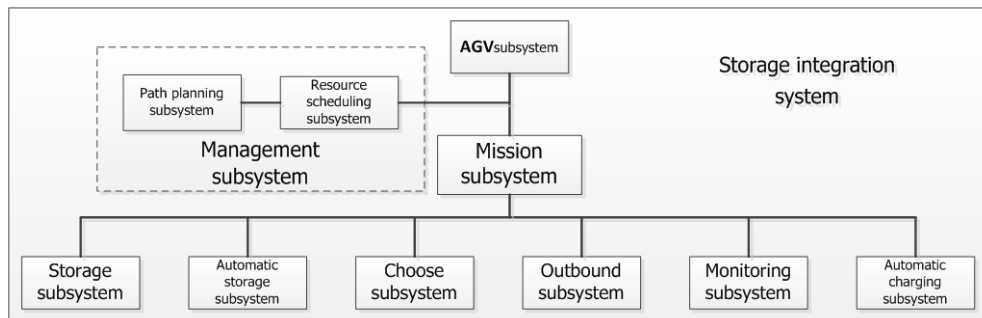 AGVsubsystem
Storage integration
system
Path planning
subsystem
Resource
scheduling
subsystem
Management
subsystem
Mission
subsystem
Storage
subsystem
Automatic
storage
subsystem
Choose
subsystem
Outbound
subsystem
Monitoring
subsystem
Automatic
charging
subsystem